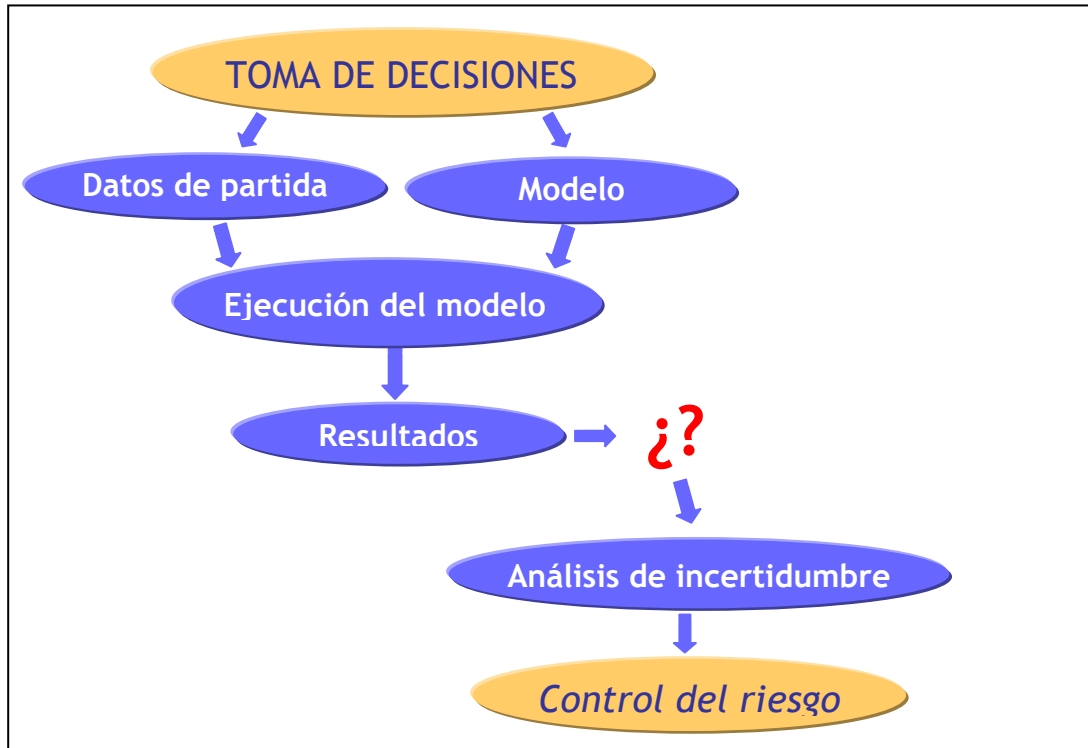 TOMA DE DECISIONES
Datos de partida
Modelo
Ejecución del modelo
Resultados
¿?
Análisis de incertidumbre
Control del riesgo